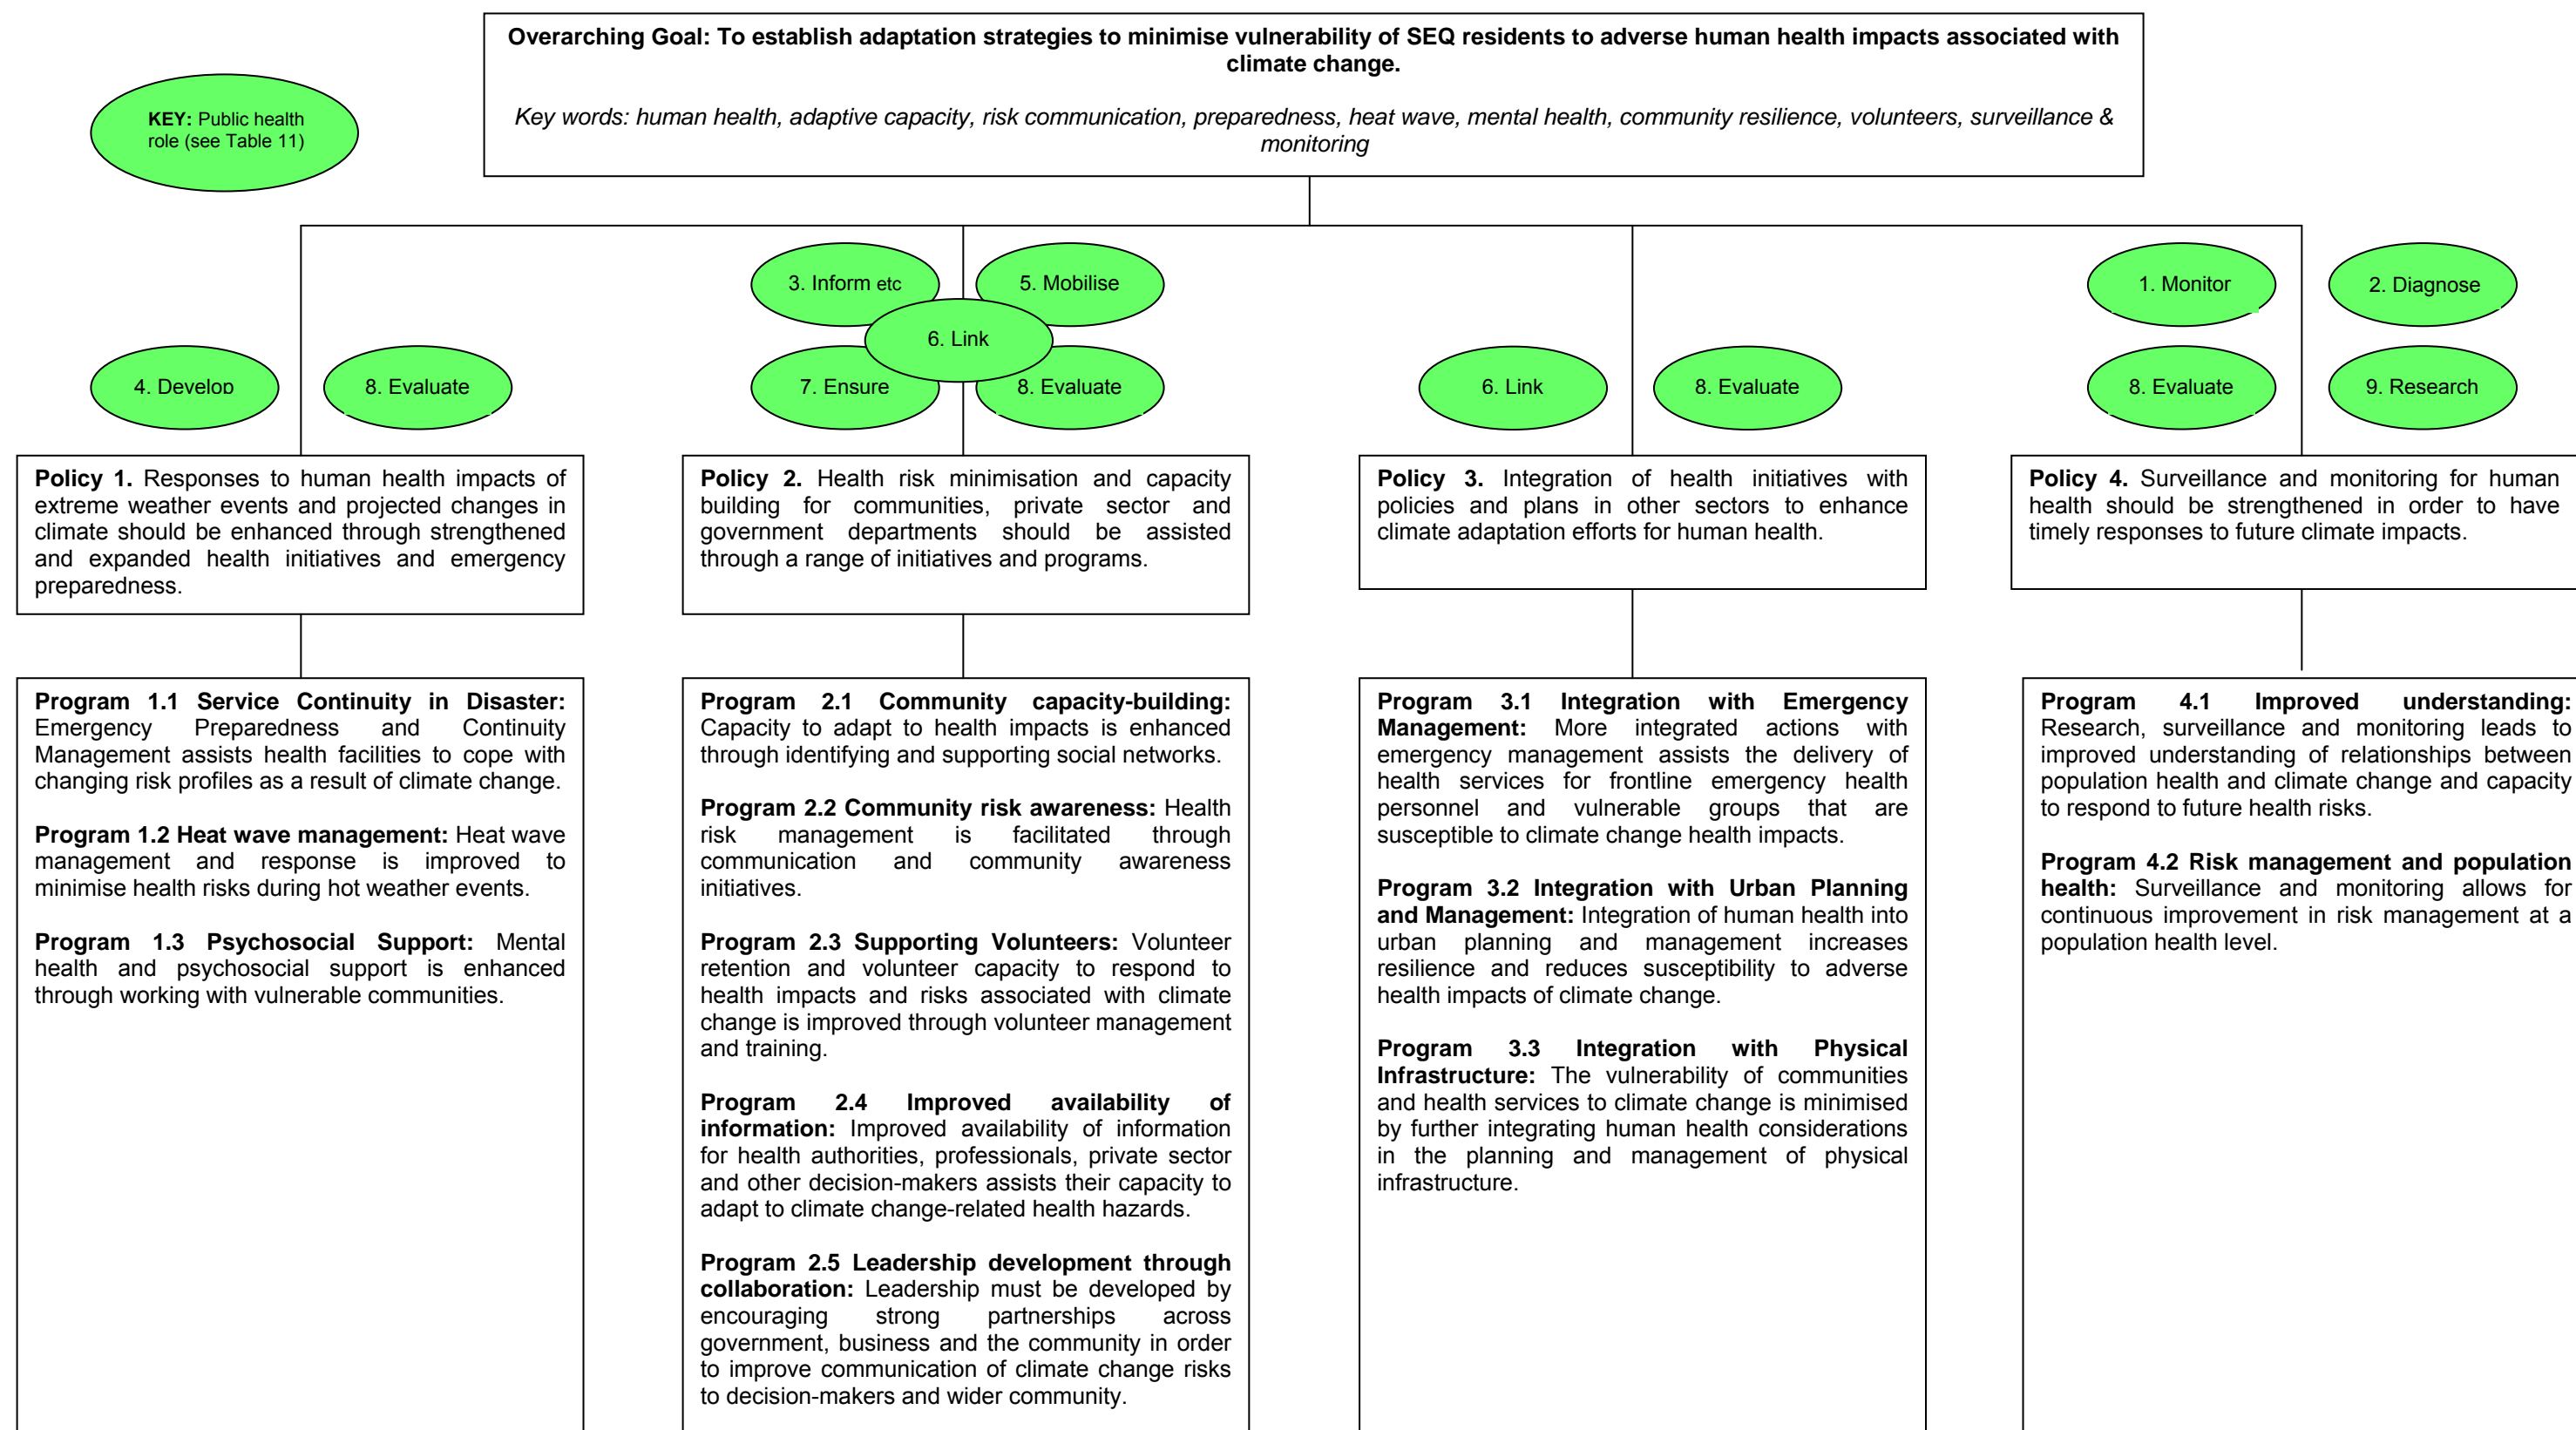 Overarching Goal: To establish adaptation strategies to minimise vulnerability of SEQ residents to adverse human health impacts associated with
climate change.
Key words: human health, adaptive capacity, risk communication, preparedness, heat wave, mental health, community resilience, volunteers, surveillance &
monitoring
KEY: Public health
role (see Table 11)
4. Develop
8. Evaluate
3. Inform etc
5. Mobilise
6. Link
7. Ensure
8. Evaluate
6. Link
8. Evaluate
1. Monitor
2. Diagnose
8. Evaluate
9. Research
Policy 1. Responses to human health impacts of
extreme weather events and projected changes in
climate should be enhanced through strengthened
and expanded health initiatives and emergency
preparedness.
Policy 2. Health risk minimisation and capacity
building for communities, private sector and
government departments should be assisted
through a range of initiatives and programs.
Policy 3. Integration of health initiatives with
policies and plans in other sectors to enhance
climate adaptation efforts for human health.
Policy 4. Surveillance and monitoring for human
health should be strengthened in order to have
timely responses to future climate impacts.
Program 1.1 Service Continuity in Disaster:
Emergency Preparedness and Continuity
Management assists health facilities to cope with
changing risk profiles as a result of climate change.
Program 1.2 Heat wave management: Heat wave
management and response is improved to
minimise health risks during hot weather events.
Program 1.3 Psychosocial Support: Mental
health and psychosocial support is enhanced
through working with vulnerable communities.
Program 2.1 Community capacity-building:
Capacity to adapt to health impacts is enhanced
through identifying and supporting social networks.
Program 2.2 Community risk awareness: Health
risk management is facilitated through
communication and community awareness
initiatives.
Program 2.3 Supporting Volunteers: Volunteer
retention and volunteer capacity to respond to
health impacts and risks associated with climate
change is improved through volunteer management
and training.
Program 2.4 Improved availability of
information: Improved availability of information
for health authorities, professionals, private sector
and other decision-makers assists their capacity to
adapt to climate change-related health hazards.
Program 2.5 Leadership development through
collaboration: Leadership must be developed by
encouraging strong partnerships across
government, business and the community in order
to improve communication of climate change risks
to decision-makers and wider community.
Program 3.1 Integration with Emergency
Management: More integrated actions with
emergency management assists the delivery of
health services for frontline emergency health
personnel and vulnerable groups that are
susceptible to climate change health impacts.
Program 3.2 Integration with Urban Planning
and Management: Integration of human health into
urban planning and management increases
resilience and reduces susceptibility to adverse
health impacts of climate change.
Program 3.3 Integration with Physical
Infrastructure: The vulnerability of communities
and health services to climate change is minimised
by further integrating human health considerations
in the planning and management of physical
infrastructure.
Program 4.1 Improved understanding:
Research, surveillance and monitoring leads to
improved understanding of relationships between
population health and climate change and capacity
to respond to future health risks.
Program 4.2 Risk management and population
health: Surveillance and monitoring allows for
continuous improvement in risk management at a
population health level.